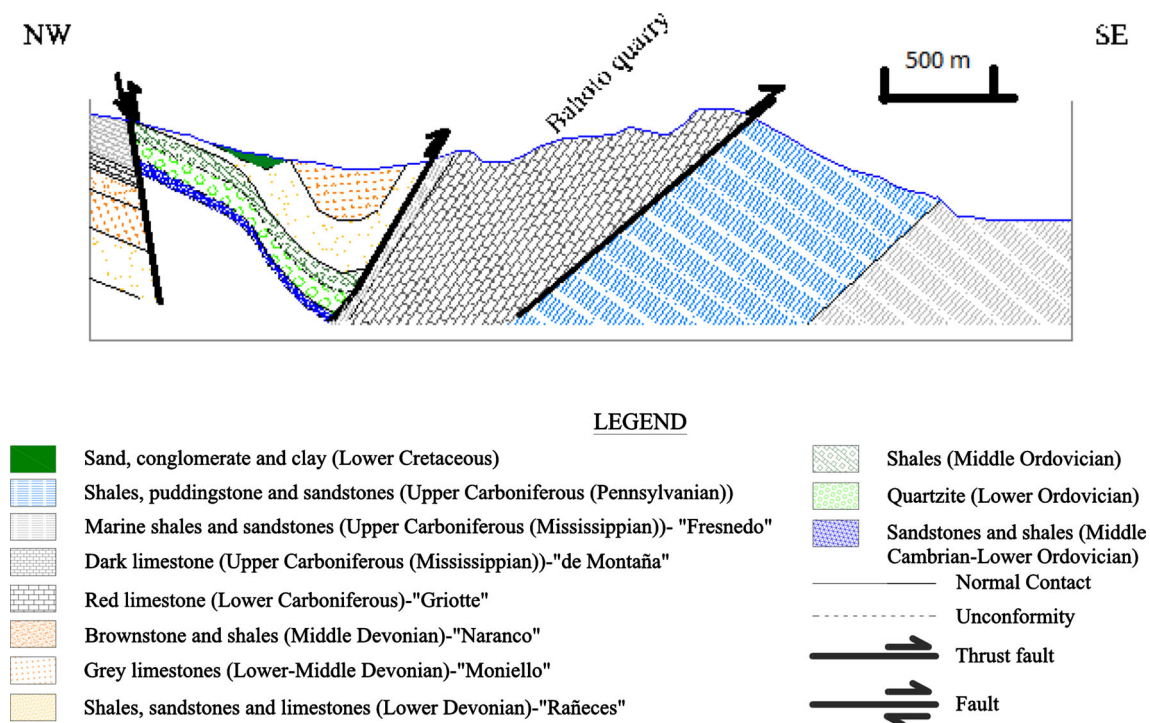 NW
SE
500 m
Bahoto quarry
LEGEND
Sand, conglomerate and clay (Lower Cretaceous)
Shales, puddingstone and sandstones (Upper Carboniferous (Pennsylvanian))
Marine shales and sandstones (Upper Carboniferous (Mississippian))- "Fresnedo"
Dark limestone (Upper Carboniferous (Mississippian))-"de Montaña"
Red limestone (Lower Carboniferous)-"Griotte"
Brownstone and shales (Middle Devonian)-"Naranco"
Grey limestones (Lower-Middle Devonian)-"Moniello"
Shales, sandstones and limestones (Lower Devonian)-"Rañeces"
Shales (Middle Ordovician)
Quartzite (Lower Ordovician)
Sandstones and shales (Middle
Cambrian-Lower Ordovician)
Normal Contact
Unconformity
Thrust fault
Fault